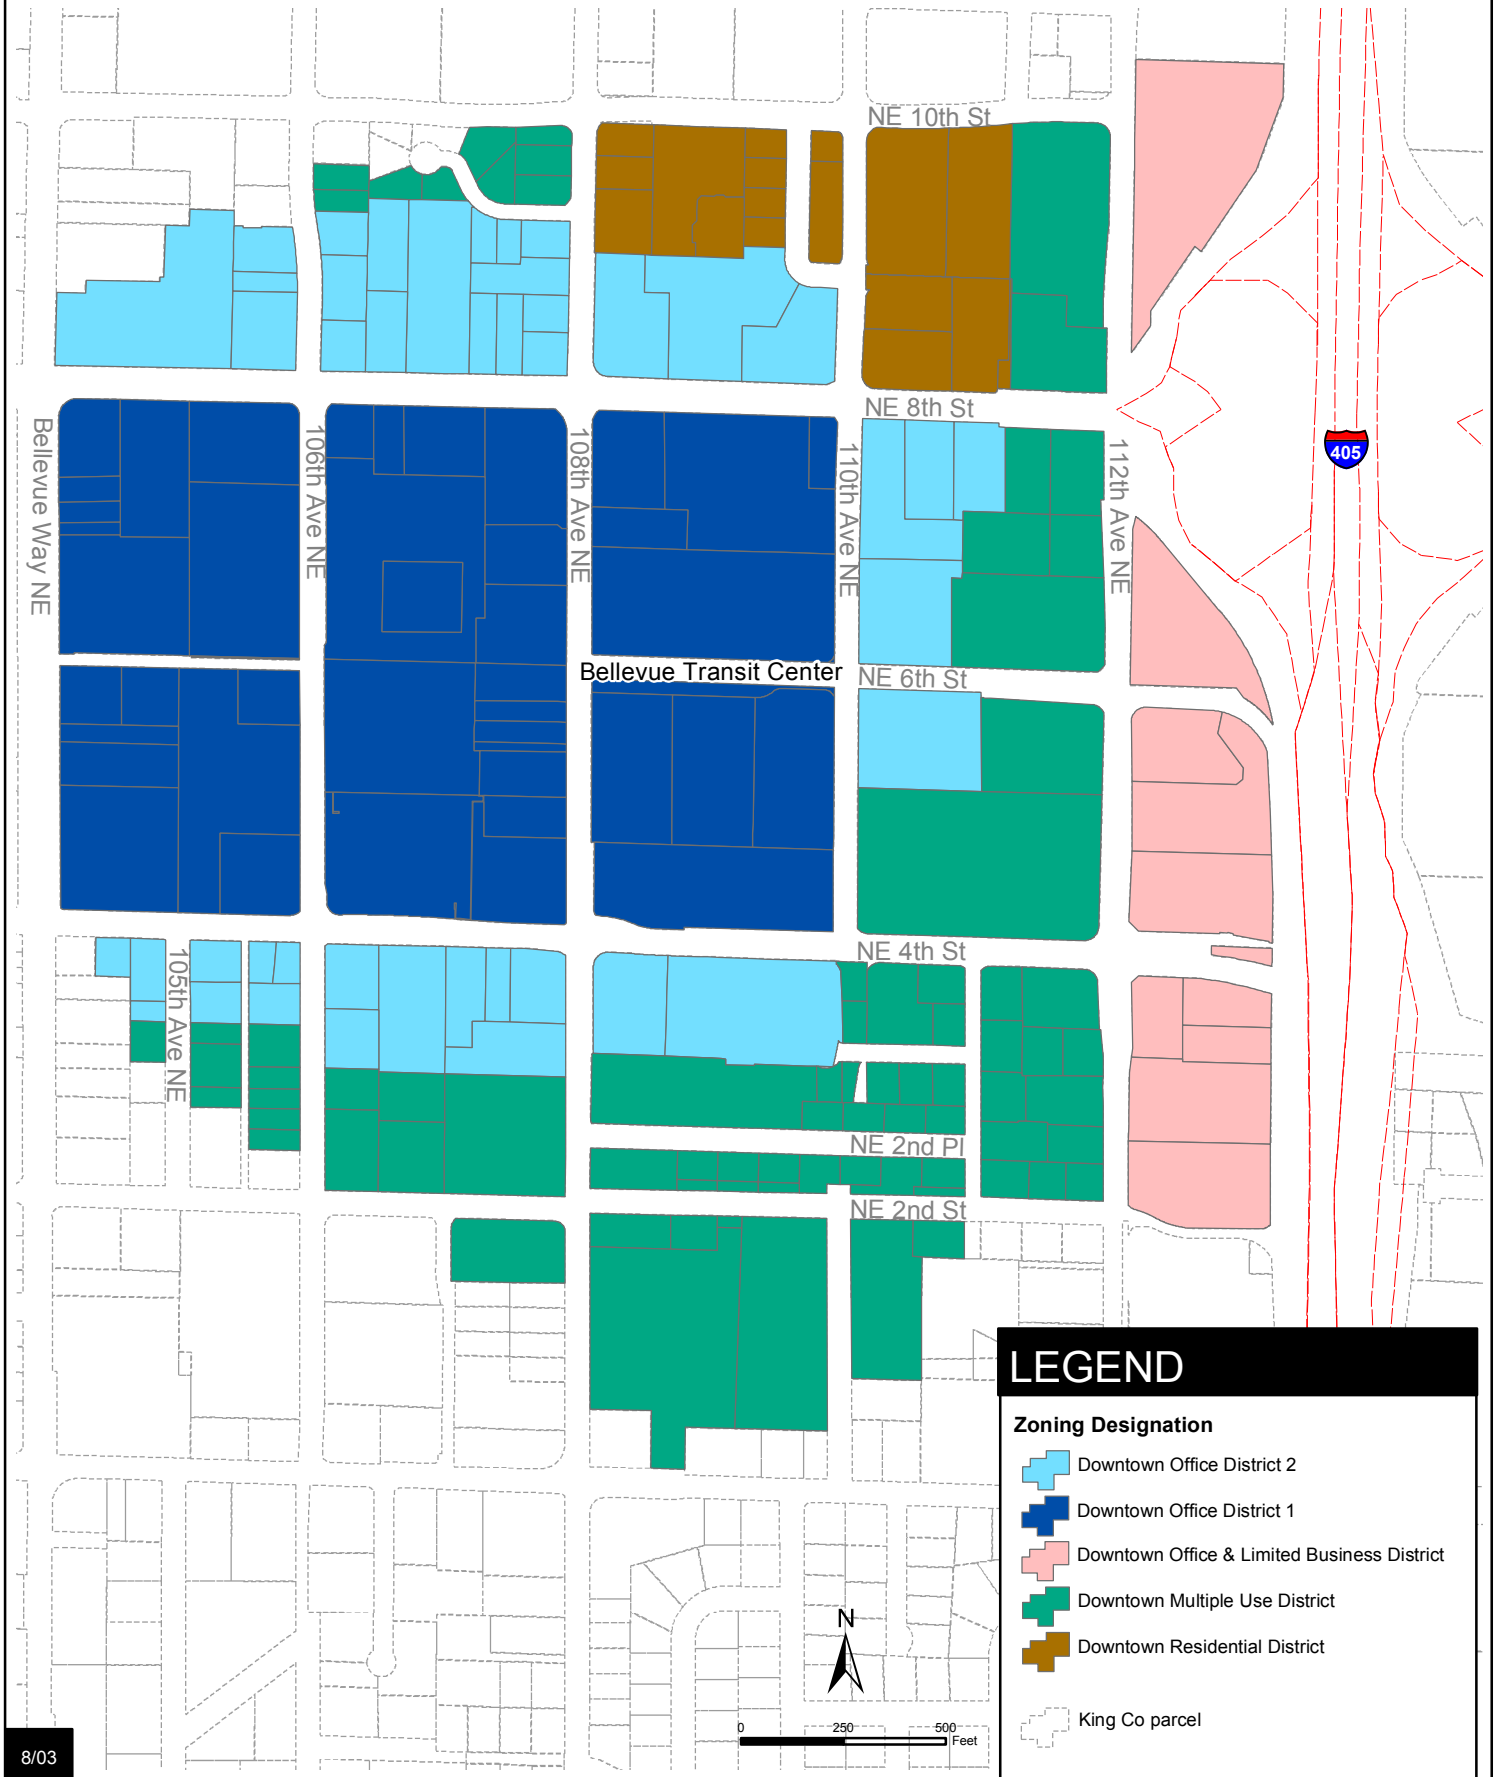 NE 10th St
NE 8th St
Bellevue Way NE
106th Ave NE
108th Ave NE
110th Ave NE
112th Ave NE
405
Bellevue Transit Center
NE 6th St
NE 4th St
105th Ave NE
NE 2nd Pl
NE 2nd St
LEGEND
Zoning Designation
Downtown Office District 2
Downtown Office District 1
Downtown Office & Limited Business District
Downtown Multiple Use District
Downtown Residential District
King Co parcel
N
0 250 500
Feet
8/03